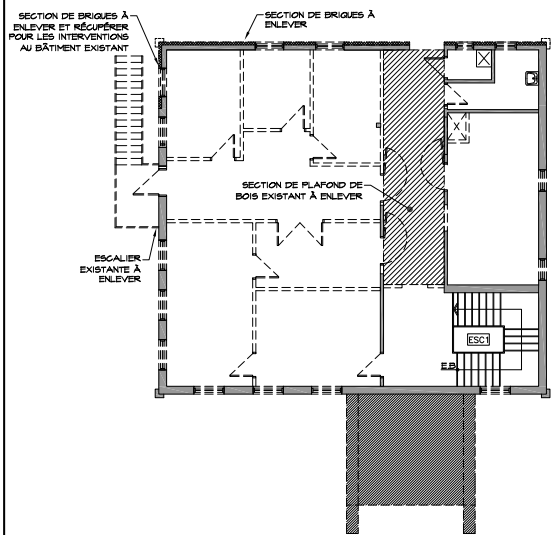 SECTION DE BRIQUES À
ENLEVER ET RÉCUPÉRER
POUR LES INTERVENTIONS
AU BÂTIMENT EXISTANT
SECTION DE BRIQUES À
ENLEVER
X
X
SECTION DE PLAFOND DE
BOIS EXISTANT À ENLEVER
ESCALIER
EXISTANTE À
ENLEVER
ESC1
E.B.